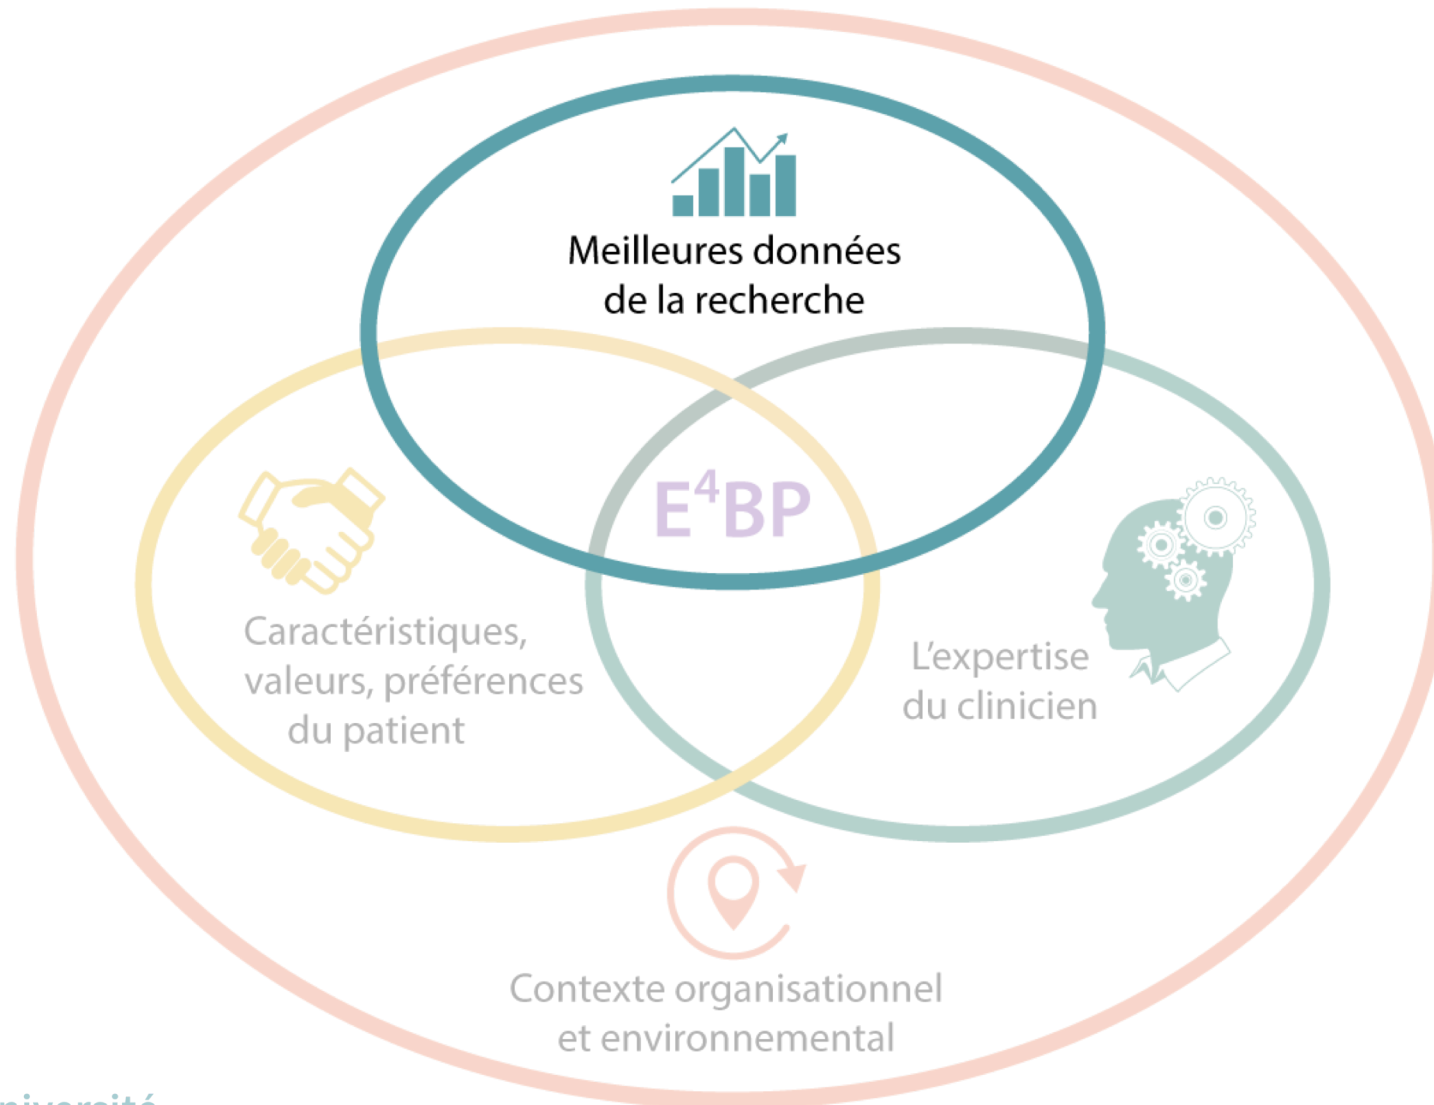 Meilleures données
de la recherche
E⁴BP
Caractéristiques,
valeurs, préférences
du patient
L'expertise
du clinicien
Contexte organisationnel
et environnemental